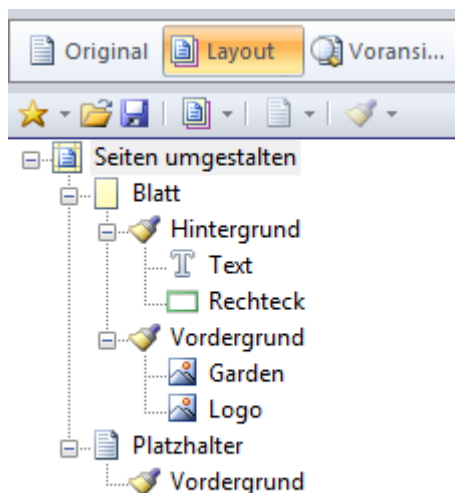 Original Layout Voransi...
Seiten umgestalten
Blatt
Hintergrund
Text
Rechteck
Vordergrund
Garden
Logo
Platzhalter
Vordergrund